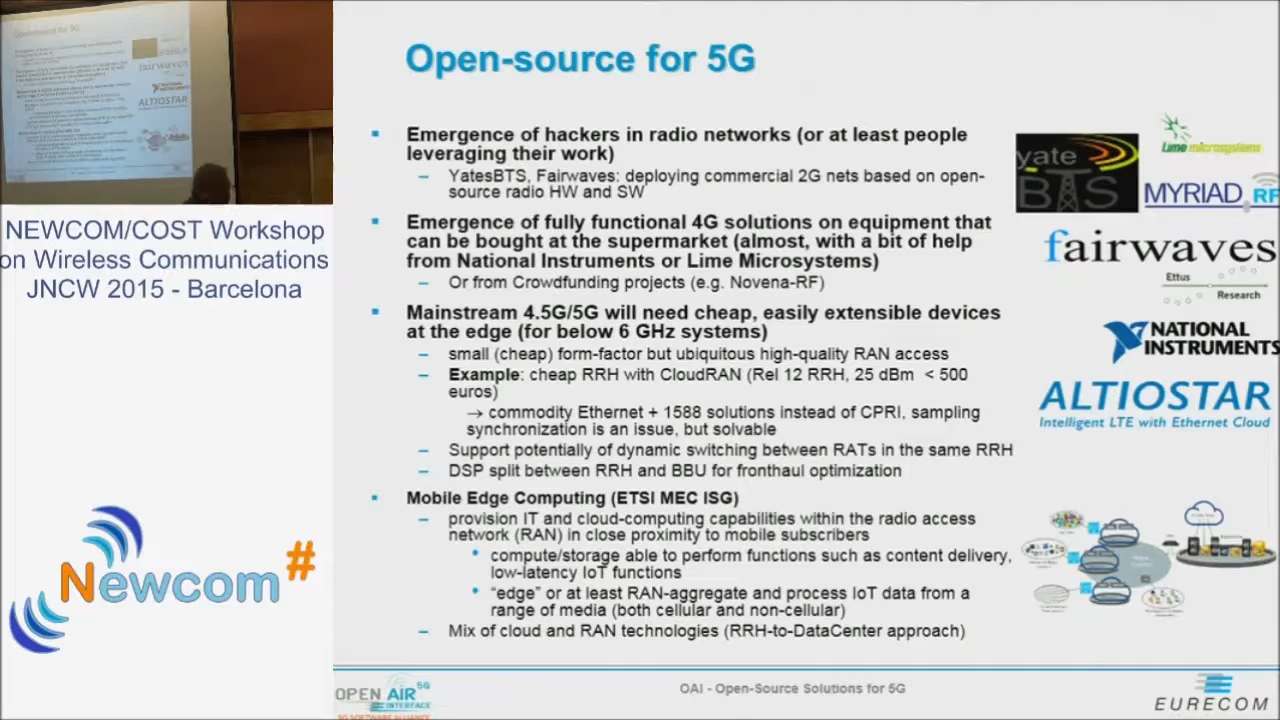 Open-source for 5G
Emergence of hackers in radio networks (or at least people
leveraging their work)
– YatesBTS, Fairwaves: deploying commercial 2G nets based on open-
source radio HW and SW
Emergence of fully functional 4G solutions on equipment that
can be bought at the supermarket (almost, with a bit of help
from National Instruments or Lime Microsystems)
– Or from Crowdfunding projects (e.g. Novena-RF)
Mainstream 4.5G/5G will need cheap, easily extensible devices
at the edge (for below 6 GHz systems)
– small (cheap) form-factor but ubiquitous high-quality RAN access
– Example: cheap RRH with CloudRAN (Rel 12 RRH, 25 dBm < 500
euros)
→ commodity Ethernet + 1588 solutions instead of CPRI, sampling
synchronization is an issue, but solvable
– Support potentially of dynamic switching between RATs in the same RRH
– DSP split between RRH and BBU for fronthaul optimization
Mobile Edge Computing (ETSI MEC ISG)
– provision IT and cloud-computing capabilities within the radio access
network (RAN) in close proximity to mobile subscribers
• compute/storage able to perform functions such as content delivery,
low-latency IoT functions
• “edge” or at least RAN-aggregate and process IoT data from a
range of media (both cellular and non-cellular)
– Mix of cloud and RAN technologies (RRH-to-DataCenter approach)
yate
BTS
Lime microsystems
MYRIAD RF
fairwaves
Ettus
Research
NATIONAL
INSTRUMENTS
ALTIOSTAR
Intelligent LTE with Ethernet Cloud
NEWCOM/COST Workshop
on Wireless Communications
JNCW 2015 - Barcelona
Newcom#
OPEN AIR 5G
INTERFACE
5G SOFTWARE ALLIANCE
OAI - Open-Source Solutions for 5G
EURECOM